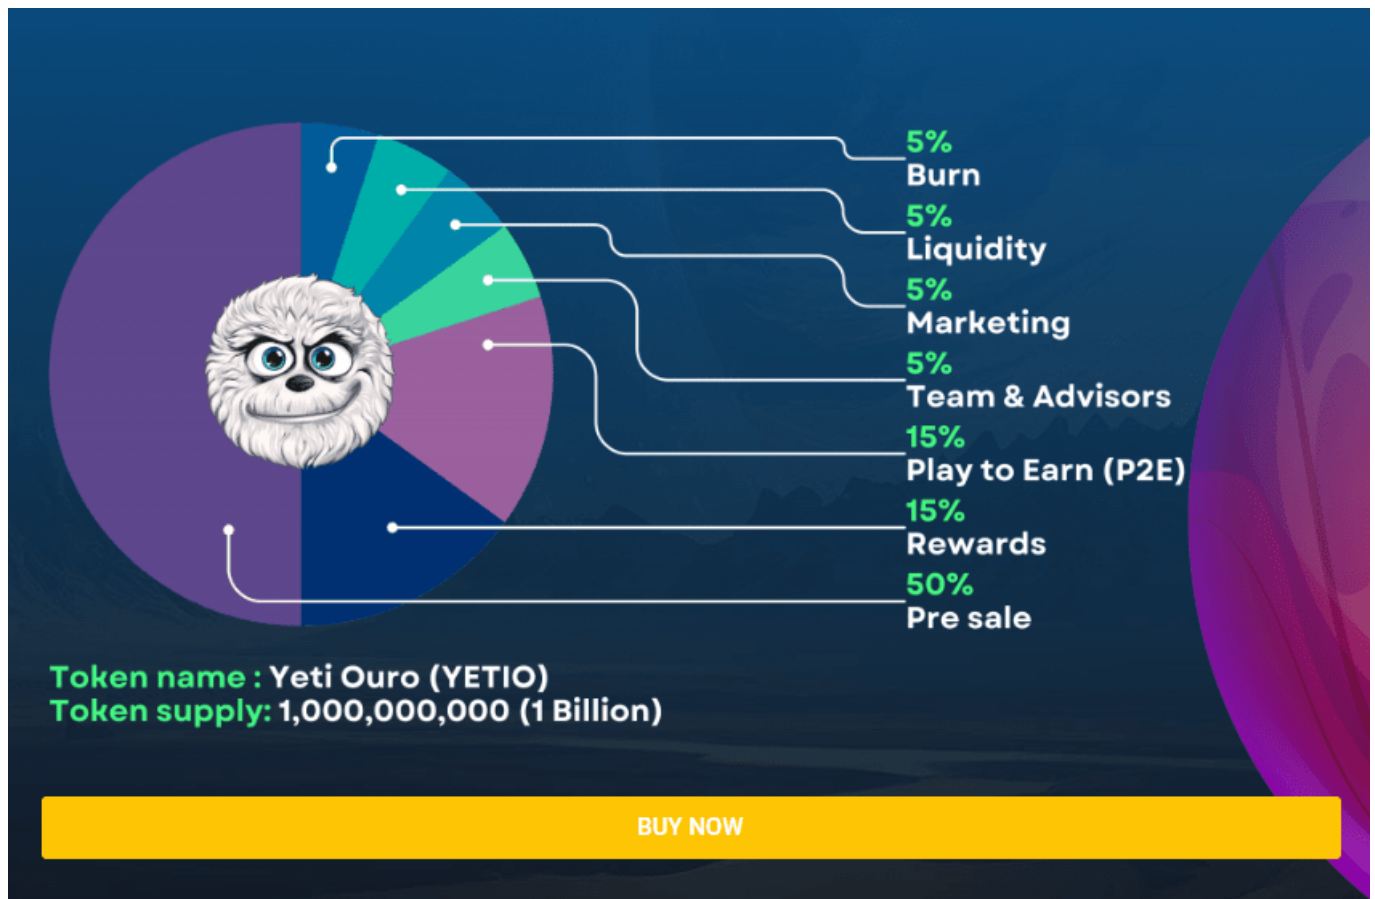 5%
Burn
5%
Liquidity
5%
Marketing
5%
Team & Advisors
15%
Play to Earn (P2E)
15%
Rewards
50%
Pre sale
Token name : Yeti Ouro (YETIO)
Token supply: 1,000,000,000 (1 Billion)
BUY NOW